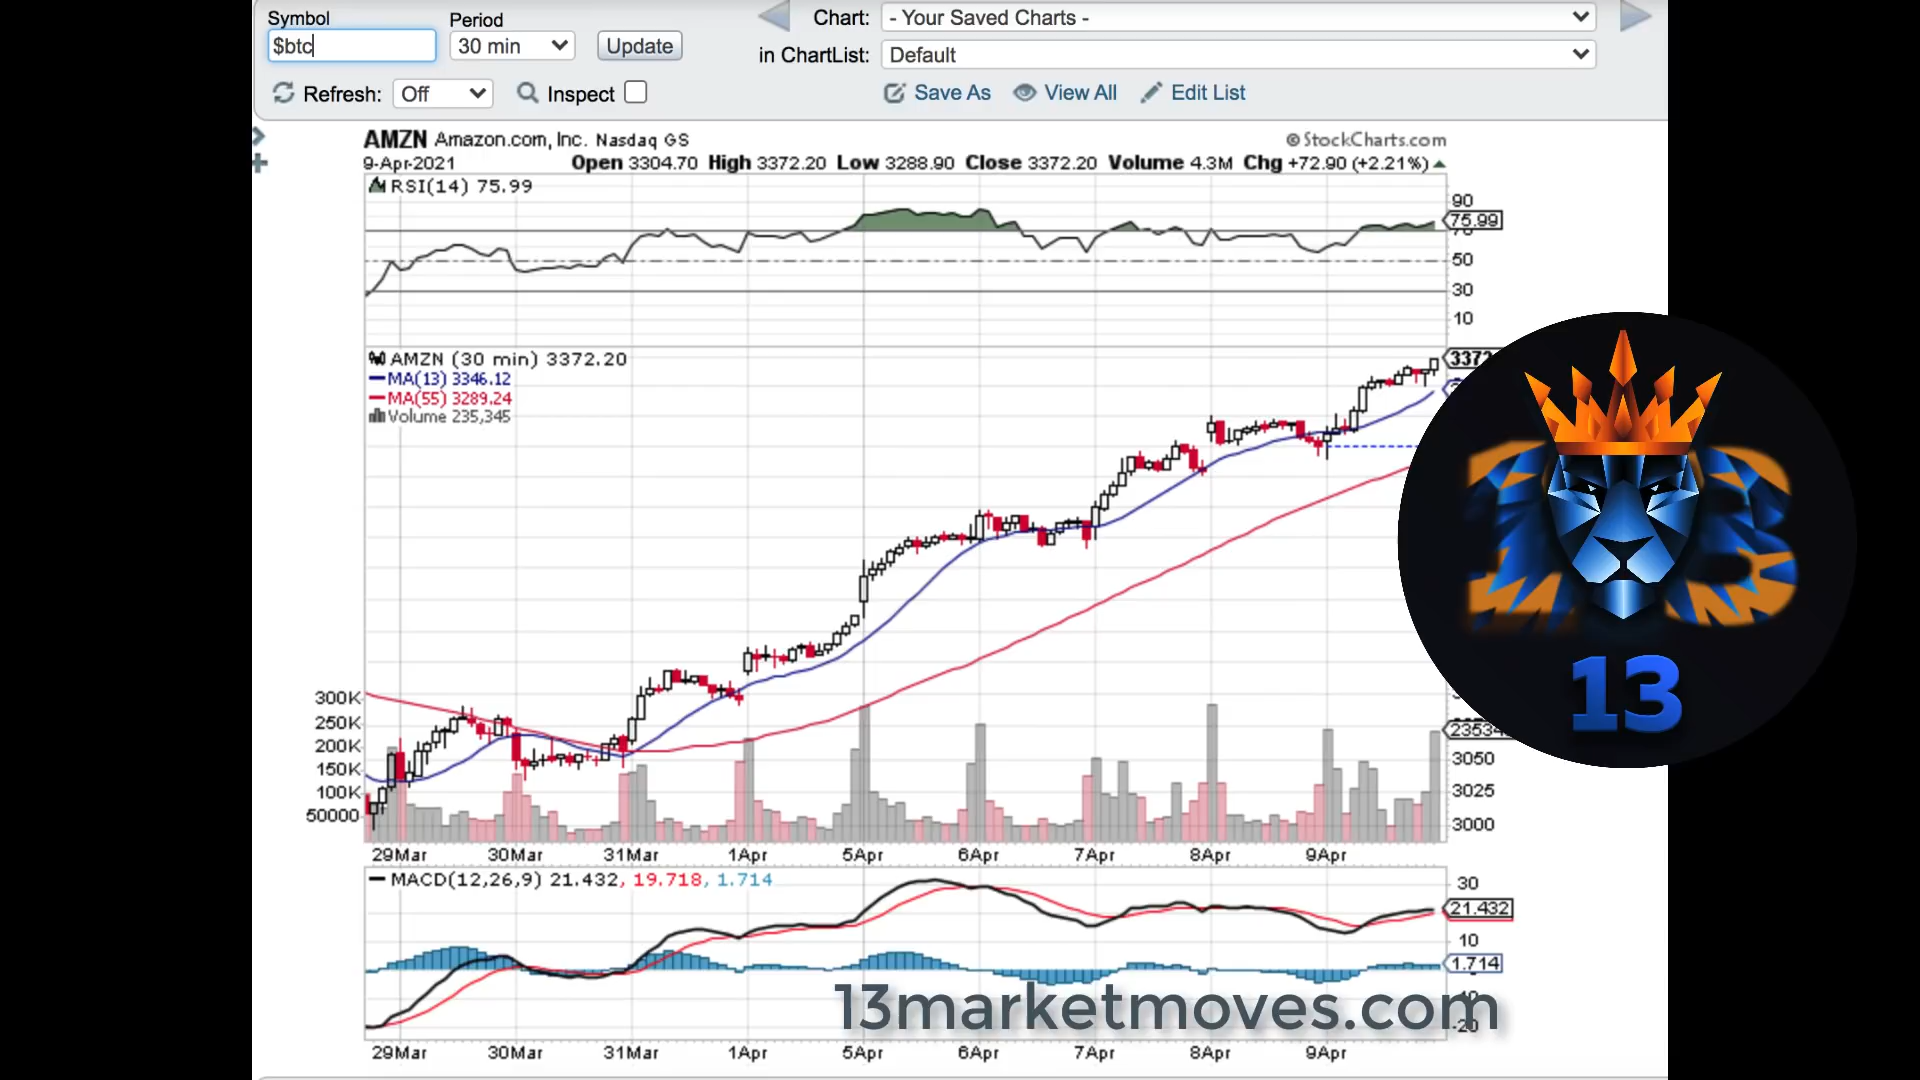 Symbol
Period
Chart:
- Your Saved Charts -
$btc
30 min
Update
in ChartList:
Default
Refresh:
Off
Inspect
Save As
View All
Edit List
AMZN Amazon.com, Inc. Nasdaq GS
© StockCharts.com
9-Apr-2021
Open 3304.70 High 3372.20 Low 3288.90 Close 3372.20 Volume 4.3M Chg +72.90 (+2.21%)
RSI(14) 75.99
90
75.99
50
30
10
AMZN (30 min) 3372.20
MA(13) 3346.12
MA(55) 3289.24
Volume 235,345
3372
13
300K
250K
200K
150K
100K
50000
23534
3050
3025
3000
29Mar 30Mar 31Mar 1Apr 5Apr 6Apr 7Apr 8Apr 9Apr
MACD(12,26,9) 21.432, 19.718, 1.714
30
21.432
10
1.714
-20
13marketmoves.com
29Mar 30Mar 31Mar 1Apr 5Apr 6Apr 7Apr 8Apr 9Apr